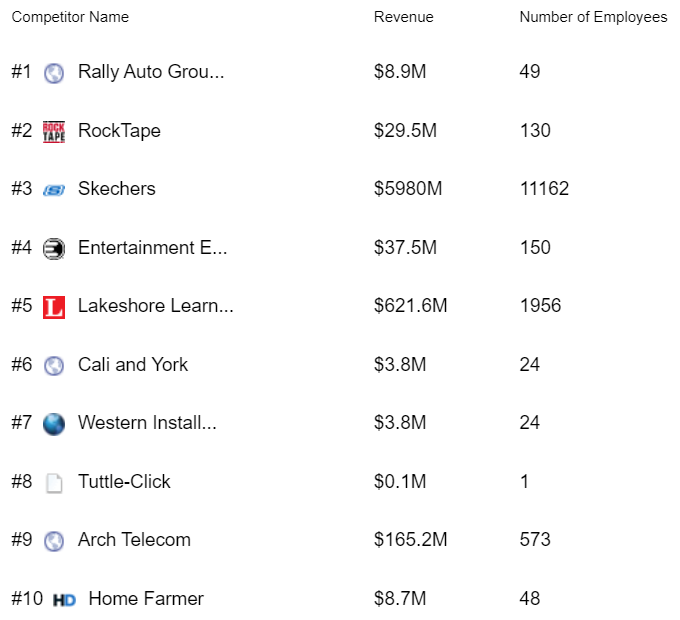 Competitor Name Revenue Number of Employees
#1 Rally Auto Grou... $8.9M 49
#2 ROCK TAPE RockTape $29.5M 130
#3 S Skechers $5980M 11162
#4 E Entertainment E... $37.5M 150
#5 L Lakeshore Learn... $621.6M 1956
#6 Cali and York $3.8M 24
#7 Western Install... $3.8M 24
#8 Tuttle-Click $0.1M 1
#9 Arch Telecom $165.2M 573
#10 HD Home Farmer $8.7M 48